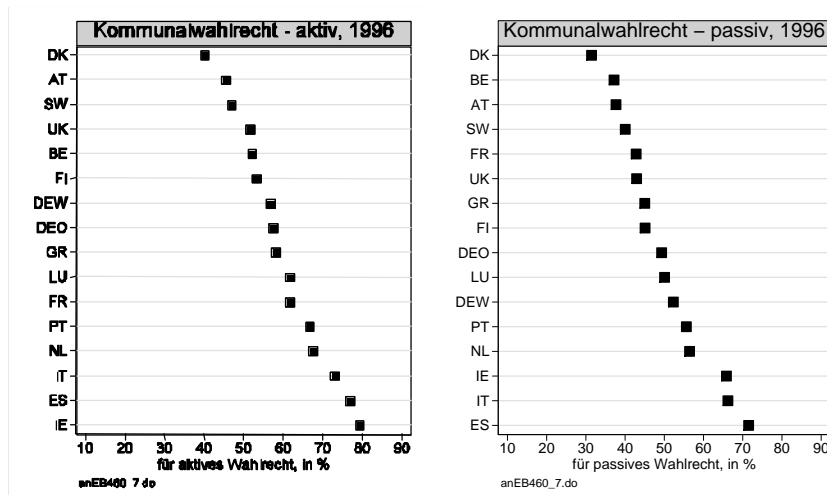 Kommunalwahlrecht - aktiv, 1996
DK
AT
SW
UK
BE
FI
DEW
DEO
GR
LU
FR
PT
NL
IT
ES
IE
10 20 30 40 50 60 70 80 90
für aktives Wahlrecht, in %
anEB460_7.do
Kommunalwahlrecht – passiv, 1996
DK
BE
AT
SW
FR
UK
GR
FI
DEO
LU
DEW
PT
NL
IE
IT
ES
10 20 30 40 50 60 70 80 90
für passives Wahlrecht, in %
anEB460_7.do